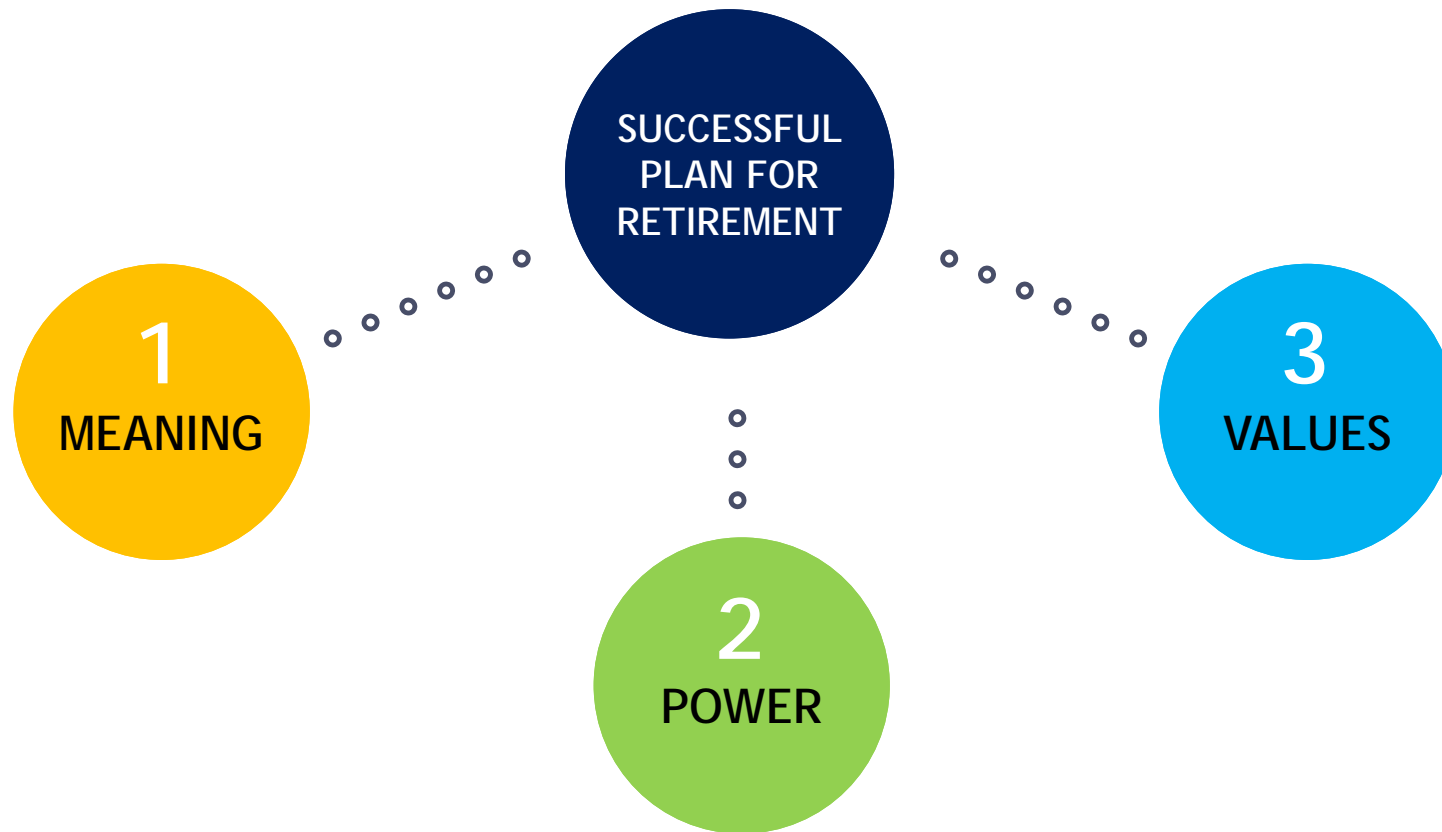 SUCCESSFUL
PLAN FOR
RETIREMENT
1
MEANING
2
POWER
3
VALUES